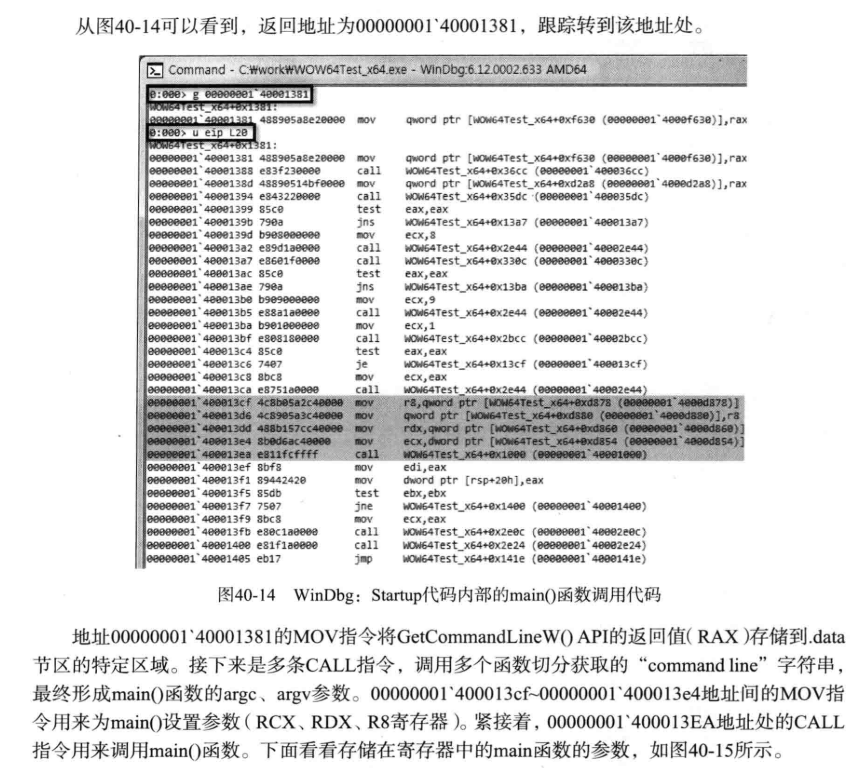 从图40-14可以看到，返回地址为00000001`40001381，跟踪转到该地址处。
Command - C:₩work₩WOW64Test_x64.exe - WinDbg:6.12.0002.633 AMD64
0:000> g 00000001`40001381
WOW64Test_x64+0x1381:
00000001`40001381 488905a8e20000 mov qword ptr [WOW64Test_x64+0xf630 (00000001`4000f630)],rax
0:000> u eip L20
WOW64Test_x64+0x1381:
00000001`40001381 488905a8e20000 mov qword ptr [WOW64Test_x64+0xf630 (00000001`4000f630)],rax
00000001`40001388 e83f230000 call WOW64Test_x64+0x36cc (00000001`400036cc)
00000001`4000138d 48890514bf0000 mov qword ptr [WOW64Test_x64+0xd2a8 (00000001`4000d2a8)],rax
00000001`40001394 e843220000 call WOW64Test_x64+0x35dc (00000001`400035dc)
00000001`40001399 85c0 test eax,eax
00000001`4000139b 790a jns WOW64Test_x64+0x13a7 (00000001`400013a7)
00000001`4000139d b908000000 mov ecx,8
00000001`400013a2 e89d1a0000 call WOW64Test_x64+0x2e44 (00000001`40002e44)
00000001`400013a7 e8601f0000 call WOW64Test_x64+0x330c (00000001`4000330c)
00000001`400013ac 85c0 test eax,eax
00000001`400013ae 790a jns WOW64Test_x64+0x13ba (00000001`400013ba)
00000001`400013b0 b909000000 mov ecx,9
00000001`400013b5 e88a1a0000 call WOW64Test_x64+0x2e44 (00000001`40002e44)
00000001`400013ba b901000000 mov ecx,1
00000001`400013bf e808180000 call WOW64Test_x64+0x2bcc (00000001`40002bcc)
00000001`400013c4 85c0 test eax,eax
00000001`400013c6 7407 je WOW64Test_x64+0x13cf (00000001`400013cf)
00000001`400013c8 8bc8 mov ecx,eax
00000001`400013ca e8751a0000 call WOW64Test_x64+0x2e44 (00000001`40002e44)
00000001`400013cf 4c8b05a2c40000 mov r8,qword ptr [WOW64Test_x64+0xd878 (00000001`4000d878)]
00000001`400013d6 4c8905a3c40000 mov qword ptr [WOW64Test_x64+0xd880 (00000001`4000d880)],r8
00000001`400013dd 488b157cc40000 mov rdx,qword ptr [WOW64Test_x64+0xd860 (00000001`4000d860)]
00000001`400013e4 8b0d6ac40000 mov ecx,dword ptr [WOW64Test_x64+0xd854 (00000001`4000d854)]
00000001`400013ea e811fcffff call WOW64Test_x64+0x1000 (00000001`40001000)
00000001`400013ef 8bf8 mov edi,eax
00000001`400013f1 89442420 mov dword ptr [rsp+20h],eax
00000001`400013f5 85db test ebx,ebx
00000001`400013f7 7507 jne WOW64Test_x64+0x1400 (00000001`40001400)
00000001`400013f9 8bc8 mov ecx,eax
00000001`400013fb e80c1a0000 call WOW64Test_x64+0x2e0c (00000001`40002e0c)
00000001`40001400 e81f1a0000 call WOW64Test_x64+0x2e24 (00000001`40002e24)
00000001`40001405 eb17 jmp WOW64Test_x64+0x141e (00000001`4000141e)
图40-14 WinDbg：Startup代码内部的main()函数调用代码
地址00000001`40001381的MOV指令将GetCommandLineW() API的返回值（RAX）存储到.data
节区的特定区域。接下来是多条CALL指令，调用多个函数切分获取的“command line”字符串，
最终形成main()函数的argc、argv参数。00000001`400013cf~00000001`400013e4地址间的MOV指
令用来为main()设置参数（RCX、RDX、R8寄存器）。紧接着，00000001`400013EA地址处的CALL
指令用来调用main()函数。下面看看存储在寄存器中的main函数的参数，如图40-15所示。